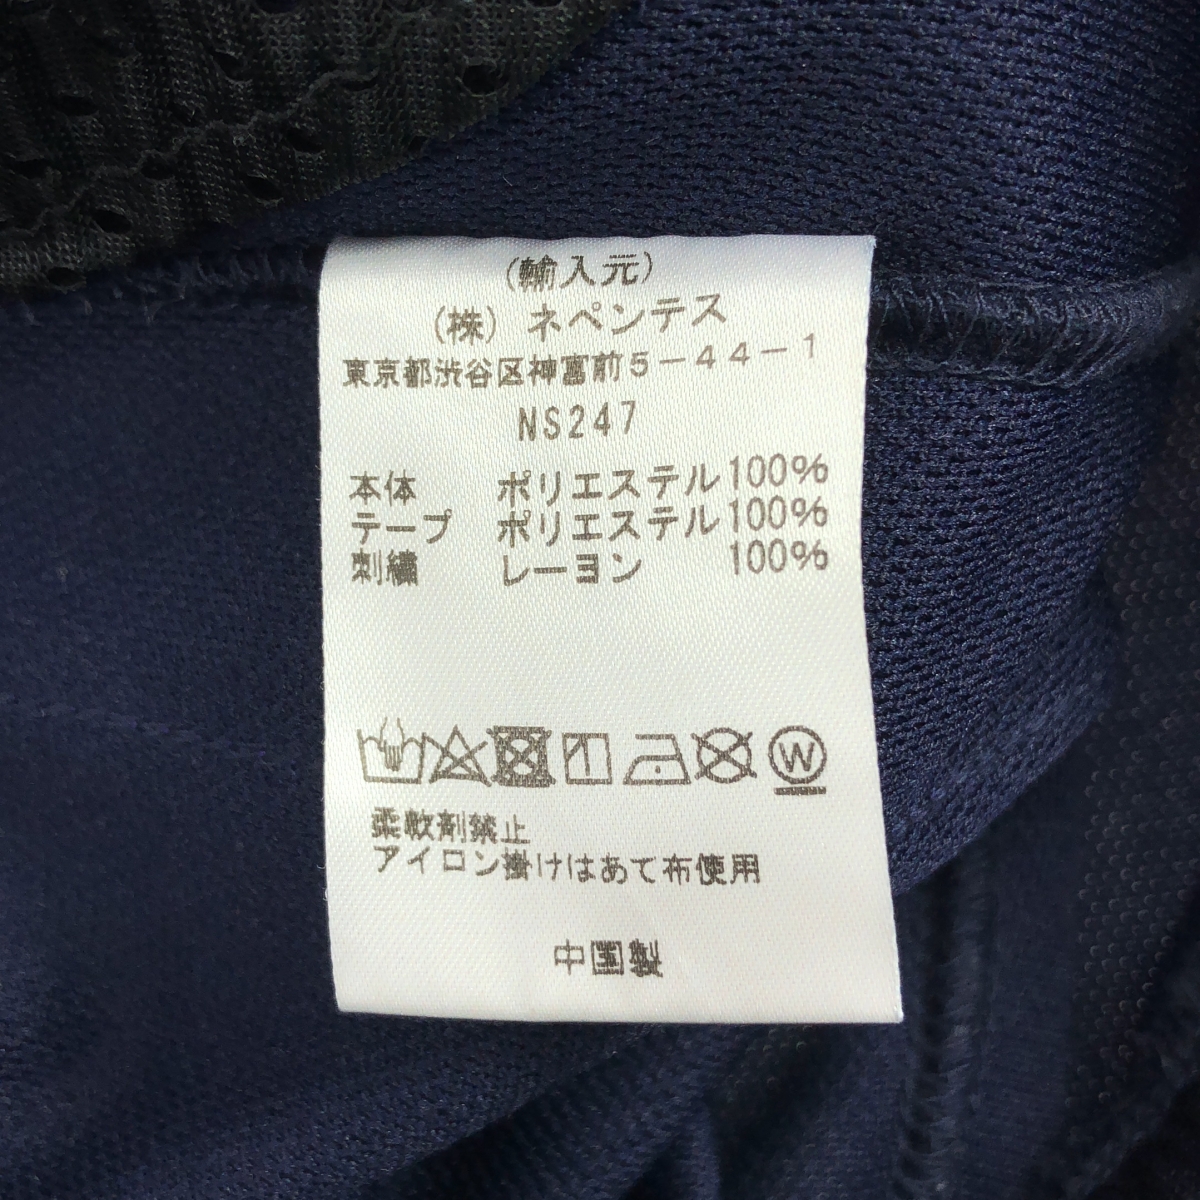 (輸入元)
(株) ネペンテス
東京都渋谷区神宮前5-44-1
NS247
本体 ポリエステル100%
テープ ポリエステル100%
刺繍 レーヨン 100%
W
柔軟剤禁止
アイロン掛けはあて布使用
中国製